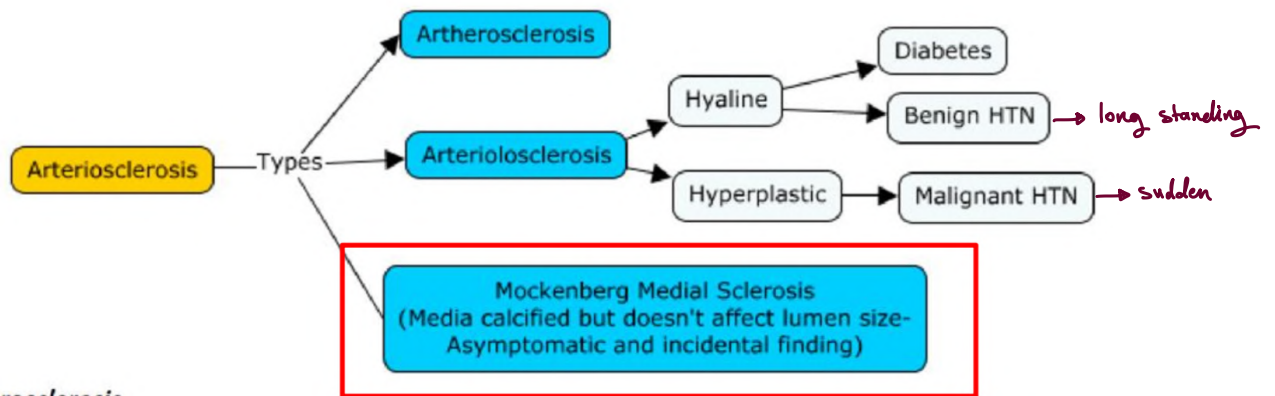 Artherosclerosis
Diabetes
Hyaline
Benign HTN → long standing
Arteriosclerosis
Types
Arteriolosclerosis
Hyperplastic
Malignant HTN → sudden
Mockenberg Medial Sclerosis
(Media calcified but doesn't affect lumen size-
Asymptomatic and incidental finding)